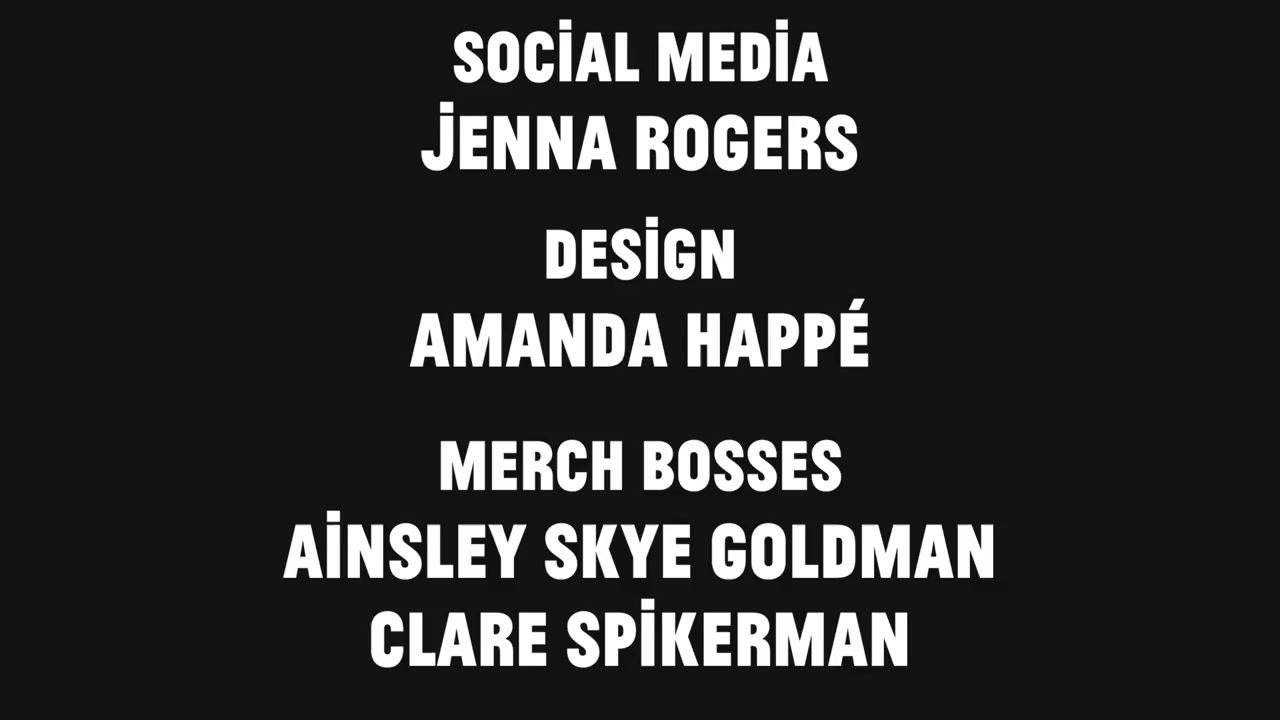 SOCİAL MEDİA
JENNA ROGERS
DESİGN
AMANDA HAPPÉ
MERCH BOSSES
AİNSLEY SKYE GOLDMAN
CLARE SPİKERMAN